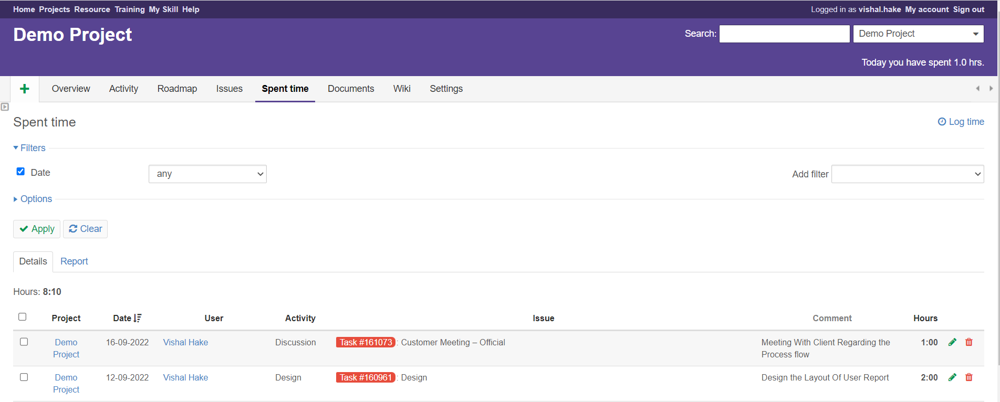 Home Projects Resource Training My Skill Help Logged in as vishal.hake My account Sign out
Demo Project Search: Demo Project
Today you have spent 1.0 hrs.
+ Overview Activity Roadmap Issues Spent time Documents Wiki Settings
Spent time Log time
Filters
Date any Add filter
Options
Apply Clear
Details Report
Hours: 8:10
Project Date User Activity Issue Comment Hours
Demo Project 16-09-2022 Vishal Hake Discussion Task #161073 : Customer Meeting – Official Meeting With Client Regarding the Process flow 1:00
Demo Project 12-09-2022 Vishal Hake Design Task #160961 : Design Design the Layout Of User Report 2:00